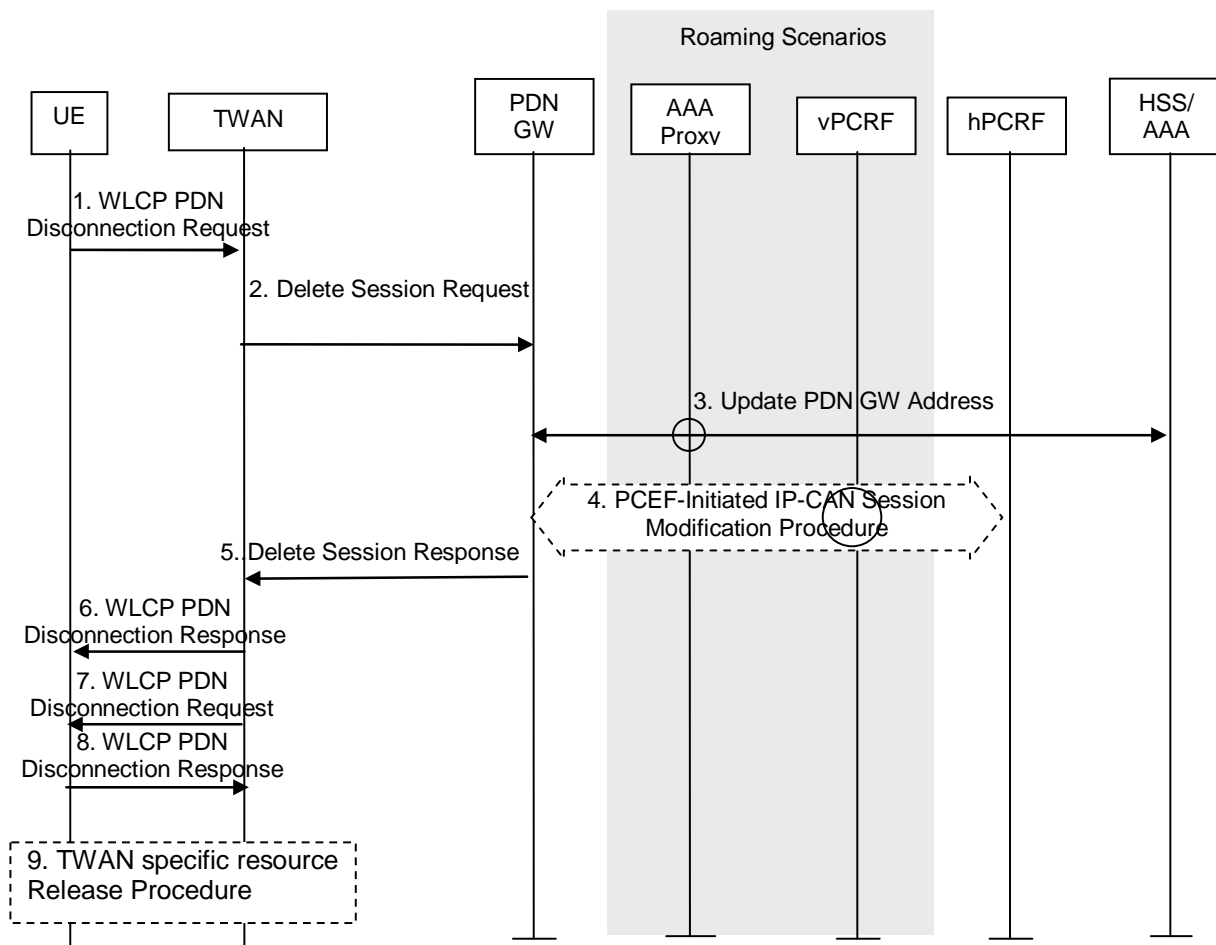 Roaming Scenarios
UE
TWAN
PDN
GW
AAA
Proxy
vPCRF
hPCRF
HSS/
AAA
1. WLCP PDN
Disconnection Request
2. Delete Session Request
3. Update PDN GW Address
4. PCEF-Initiated IP-CAN Session
Modification Procedure
5. Delete Session Response
6. WLCP PDN
Disconnection Response
7. WLCP PDN
Disconnection Request
8. WLCP PDN
Disconnection Response
9. TWAN specific resource
Release Procedure